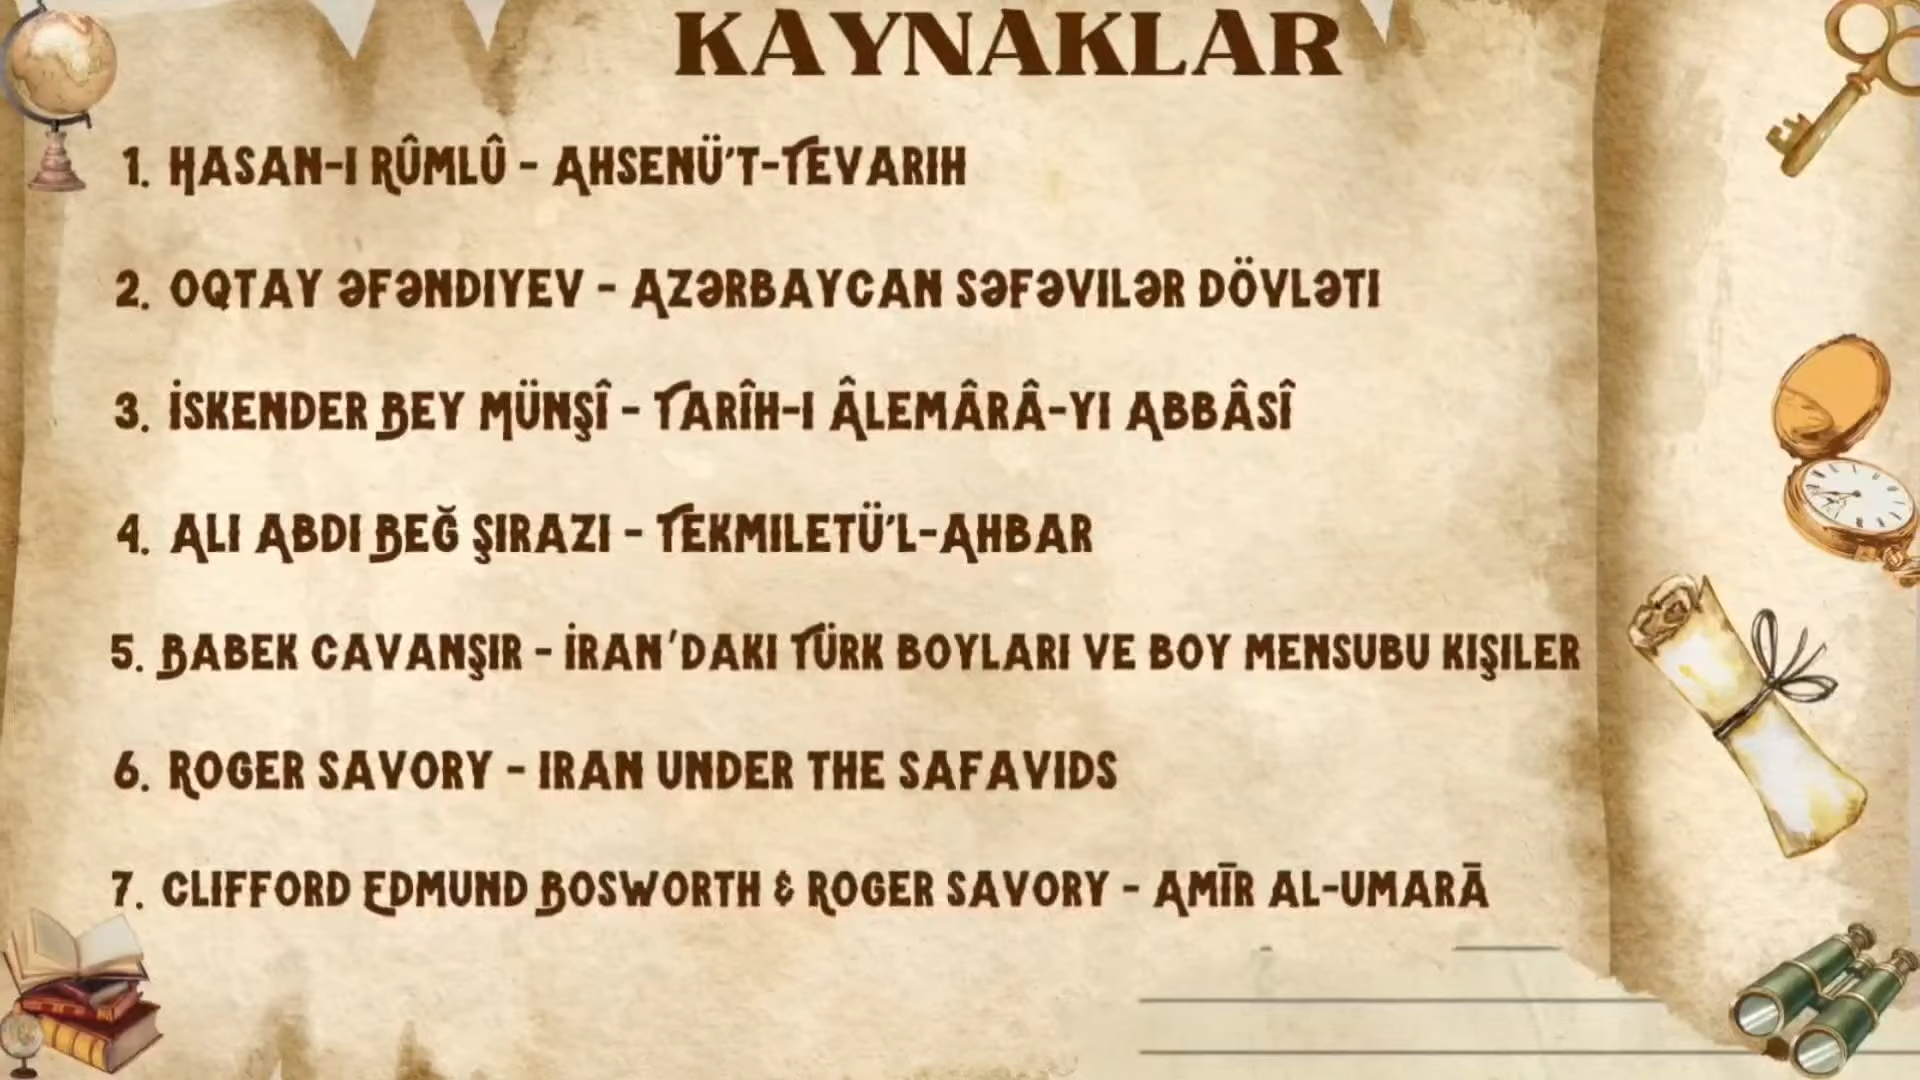 KAYNAKLAR
1. HASAN-I RÛMLÛ - AHSENÜ'T-TEVARIH
2. OQTAY ƏFƏNDIYEV - AZƏRBAYCAN SƏFƏVILƏR DÖVLƏTI
3. İSKENDER BEY MÜNŞÎ - TARÎH-I ÂLEMÂRÂ-YI ABBÂSÎ
4. ALI ABDI BEĞ ŞIRAZI - TEKMILETÜ'L-AHBAR
5. BABEK CAVANŞIR - İRAN'DAKI TÜRK BOYLARI VE BOY MENSUBU KIŞILER
6. ROGER SAVORY - IRAN UNDER THE SAFAVIDS
7. CLIFFORD EDMUND BOSWORTH & ROGER SAVORY - AMĪR AL-UMARĀ